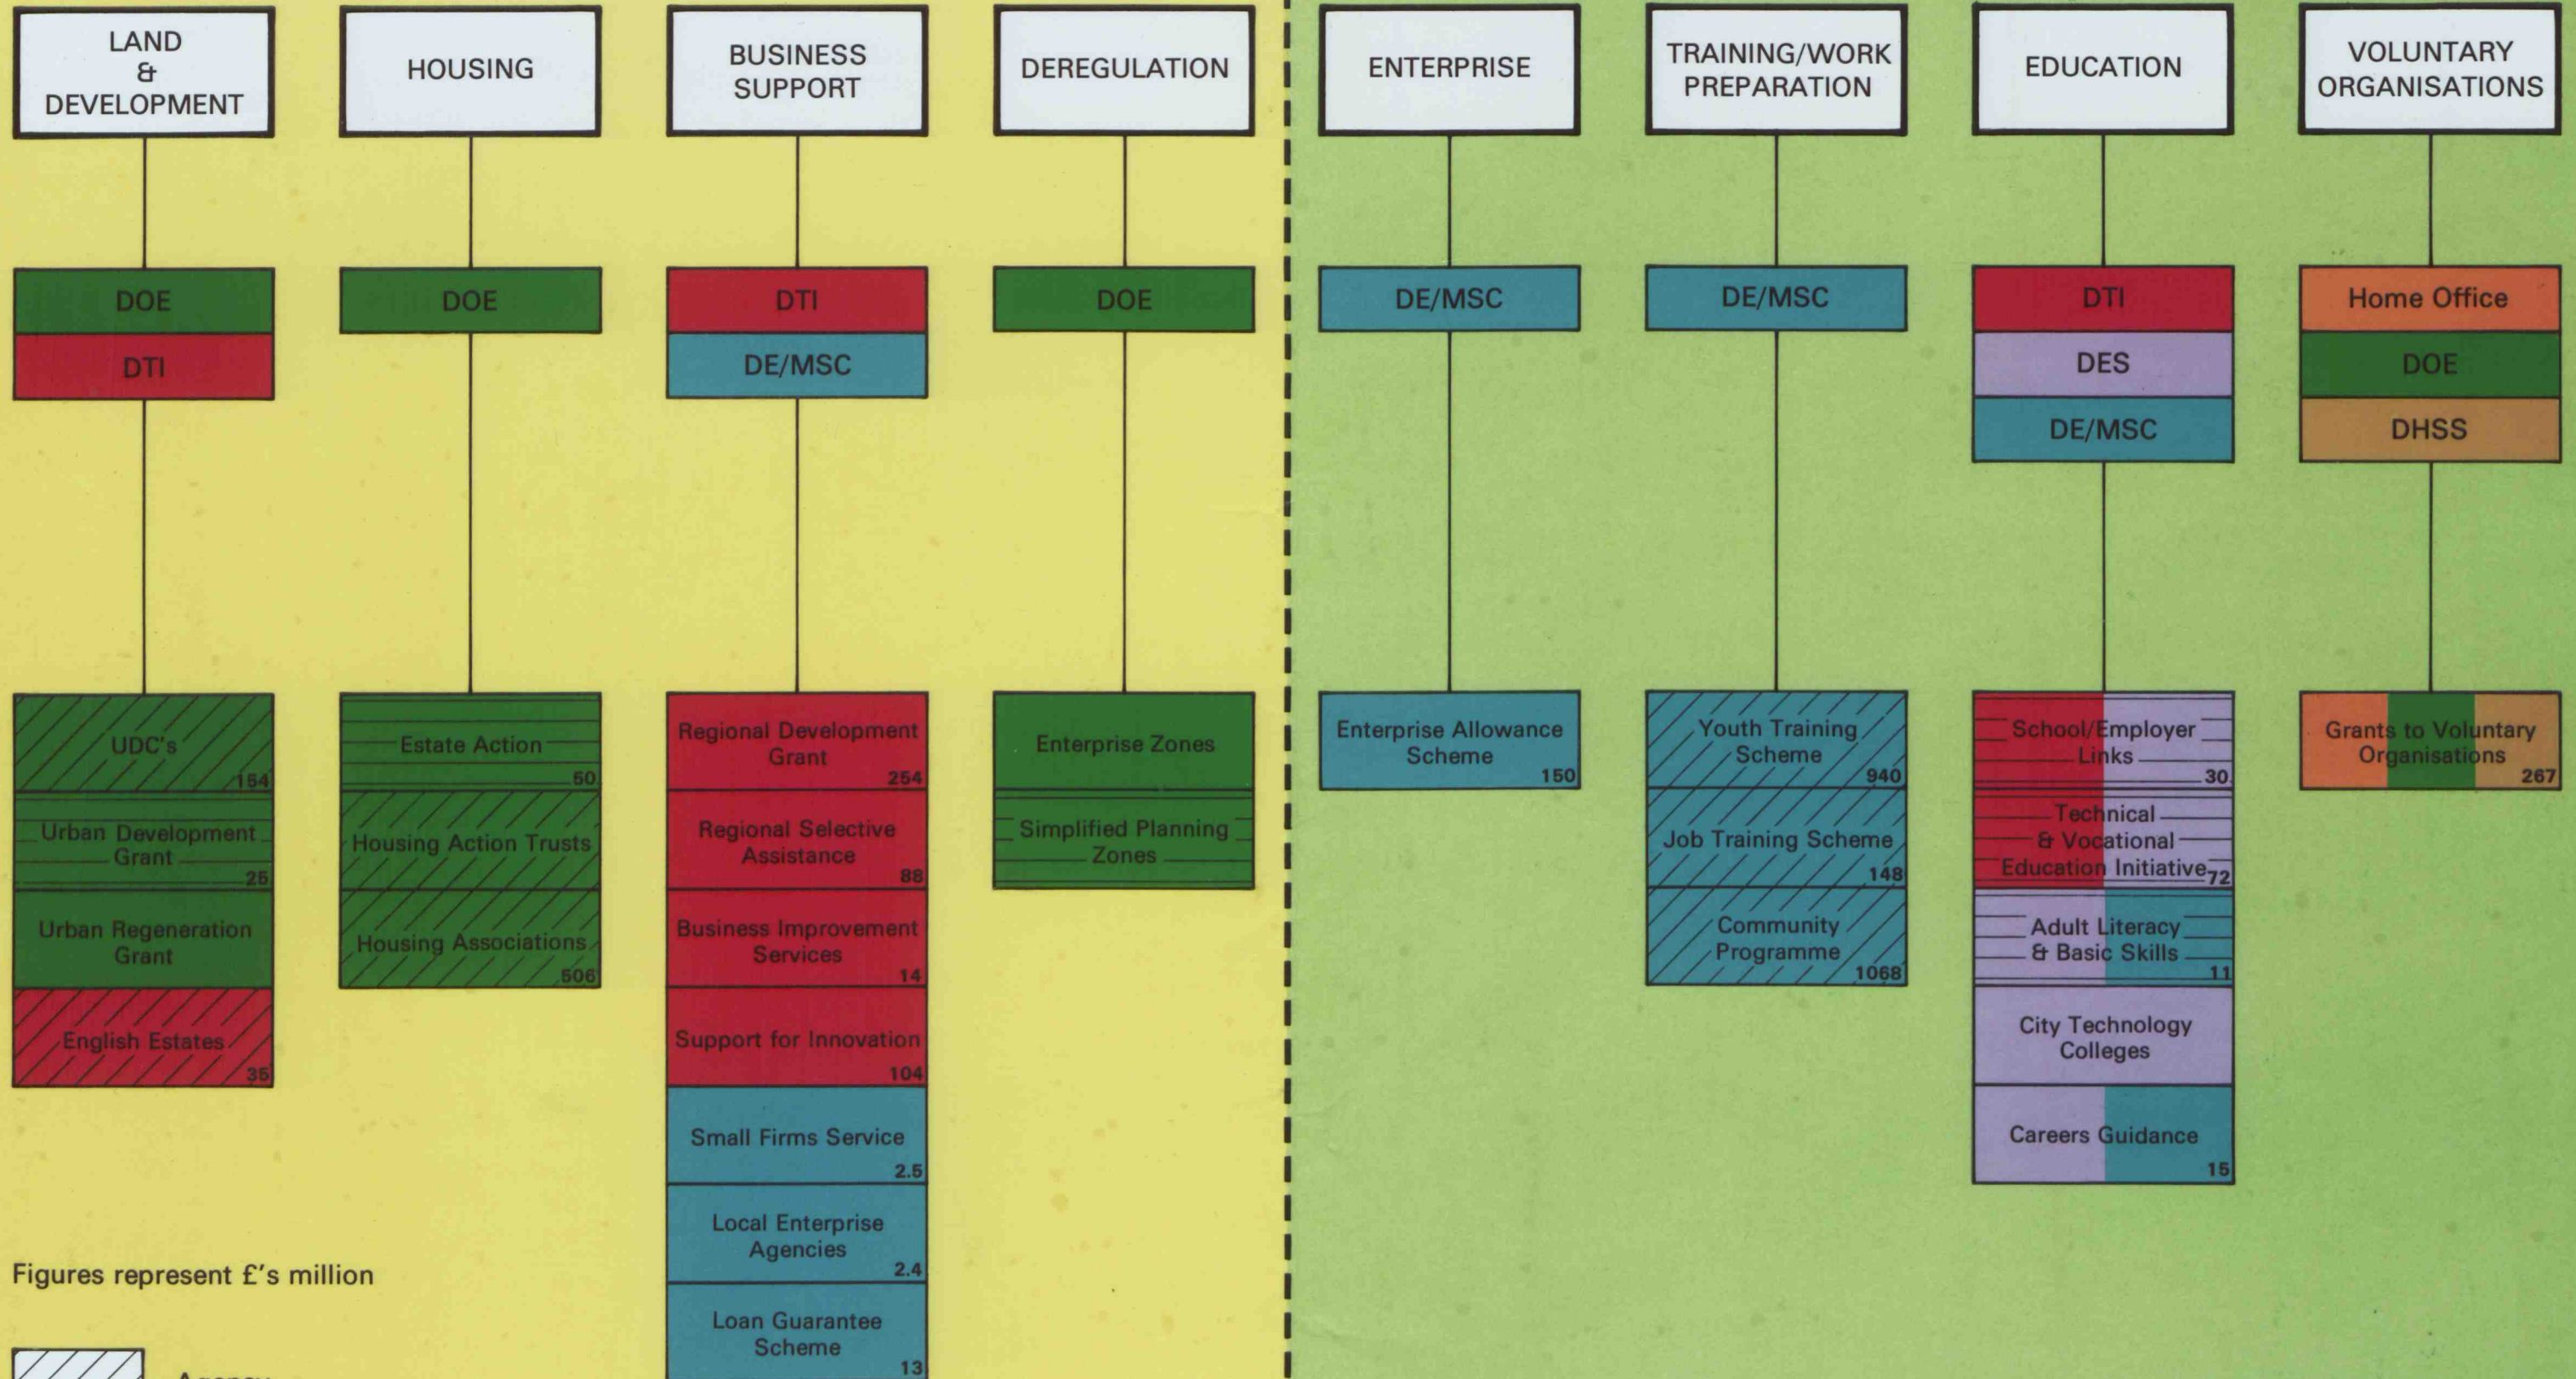 LAND
&
DEVELOPMENT
HOUSING
BUSINESS
SUPPORT
DEREGULATION
ENTERPRISE
TRAINING/WORK
PREPARATION
EDUCATION
VOLUNTARY
ORGANISATIONS
DOE
DTI
DOE
DTI
DE/MSC
DOE
DE/MSC
DE/MSC
DTI
DES
DE/MSC
Home Office
DOE
DHSS
UDC's
154
Urban Development
Grant
25
Urban Regeneration
Grant
English Estates
35
Estate Action
50
Housing Action Trusts
Housing Associations
506
Regional Development
Grant
254
Regional Selective
Assistance
88
Business Improvement
Services
14
Support for Innovation
104
Small Firms Service
2.5
Local Enterprise
Agencies
2.4
Loan Guarantee
Scheme
13
Enterprise Zones
Simplified Planning
Zones
Enterprise Allowance
Scheme
150
Youth Training
Scheme
940
Job Training Scheme
148
Community
Programme
1068
School/Employer
Links
30
Technical
& Vocational
Education Initiative
72
Adult Literacy
& Basic Skills
11
City Technology
Colleges
Careers Guidance
15
Grants to Voluntary
Organisations
267
Figures represent £'s million
Agency